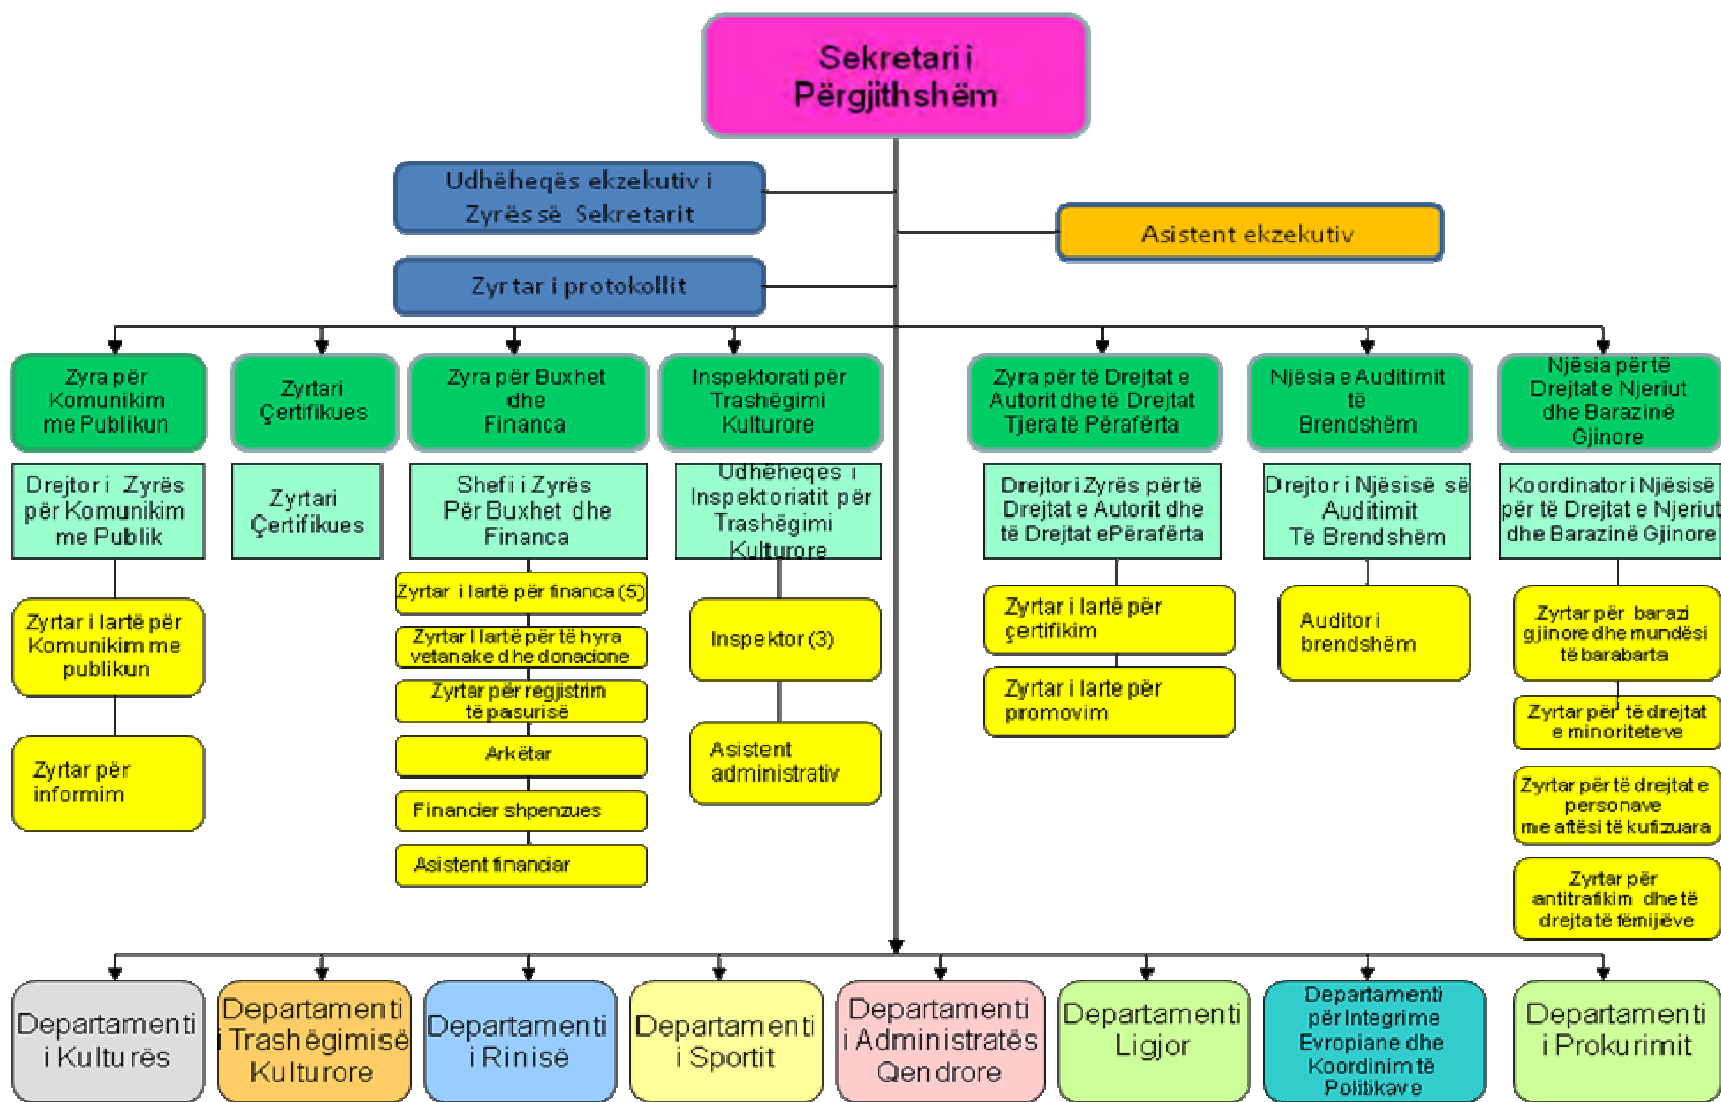 Sekretari i
Përgjithshëm
Udhëheqës ekzekutiv i
Zyrës së Sekretarit
Asistent ekzekutiv
Zyrtar i protokollit
Zyra për
Komunikim
me Publikun
Zyrtari
Çertifikues
Zyra për Buxhet
dhe
Financa
Inspektorati për
Trashëgimi
Kulturore
Zyra për të Drejtat e
Autorit dhe të Drejtat
Tjera të Përafërta
Njësia e Auditimit
të
Brendshëm
Njësia për të
Drejtat e Njeriut
dhe Barazinë
Gjinore
Drejtor i Zyrës
për Komunikim
me Publik
Zyrtari
Çertifikues
Shefi i Zyrës
Për Buxhet dhe
Financa
Udhëheqës i
Inspektoriatit për
Trashëgimi
Kulturore
Drejtor i Zyrës për të
Drejtat e Autorit dhe
të Drejtat e Përafërta
Drejtor i Njësisë së
Auditimit
Të Brendshëm
Koordinator i Njësisë
për të Drejtat e Njeriut
dhe Barazinë Gjinore
Zyrtar i lartë për
Komunikim me
publikun
Zyrtar për
informim
Zyrtar i lartë për financa (5)
Zyrtar I lartë për të hyra
vetanake dhe donacione
Zyrtar për regjistrim
të pasurisë
Arkëtar
Financier shpenzues
Asistent financiar
Inspektor (3)
Asistent
administrativ
Zyrtar i lartë për
çertifikim
Zyrtar i larte për
promovim
Auditor i
brendshëm
Zyrtar për barazi
gjinore dhe mundësi
të barabarta
Zyrtar për të drejtat
e minoriteteve
Zyrtar për të drejtat e
personave
me aftësi të kufizuara
Zyrtar për
antitrafikim dhe të
drejta të fëmijëve
Departamenti
i Kulturës
Departamenti
i Trashëgimisë
Kulturore
Departamenti
i Rinisë
Departamenti
i Sportit
Departamenti
i Administratës
Qendrore
Departamenti
Ligjor
Departamenti
për Integrime
Evropiane dhe
Koordinim të
Politikave
Departamenti
i Prokurimit